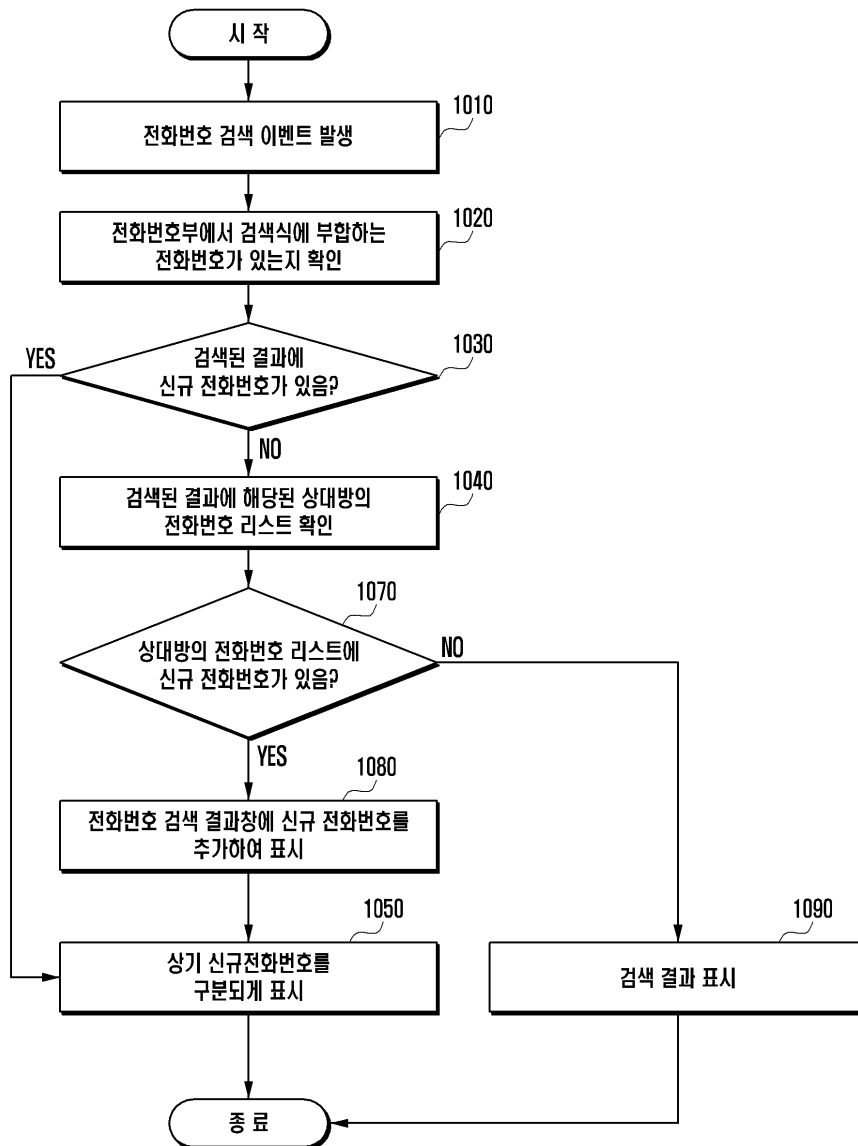 시 작
1010
전화번호 검색 이벤트 발생
1020
전화번호부에서 검색식에 부합하는
전화번호가 있는지 확인
1030
YES
검색된 결과에
신규 전화번호가 있음?
NO
1040
검색된 결과에 해당된 상대방의
전화번호 리스트 확인
1070
상대방의 전화번호 리스트에
신규 전화번호가 있음?
NO
YES
1080
전화번호 검색 결과창에 신규 전화번호를
추가하여 표시
1050
상기 신규전화번호를
구분되게 표시
1090
검색 결과 표시
종 료